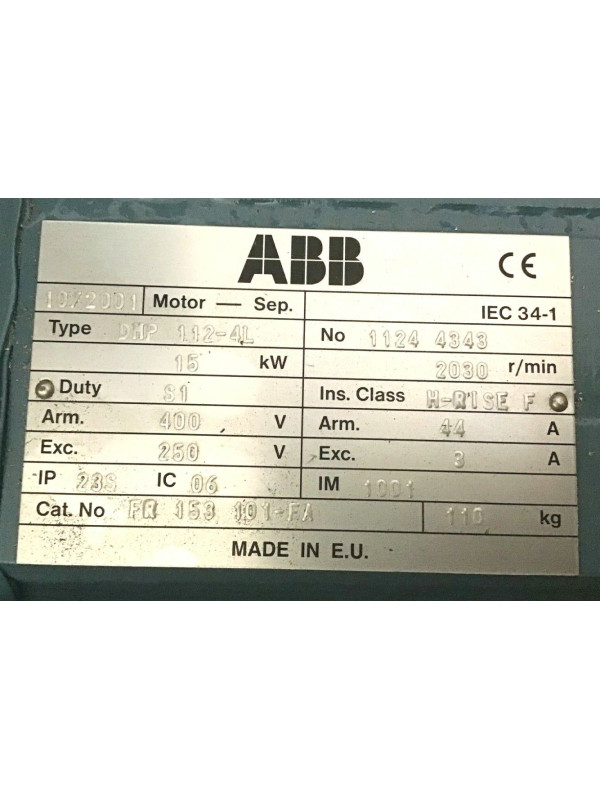 ABB
CE
Motor — Sep.
IEC 34-1
Type DMP 112-4L
No 1124 4343
15 kW
2030 r/min
Duty S1
Ins. Class H-RISE F
Arm. 400 V
Arm. 44 A
Exc. 250 V
Exc. 3 A
IP 23S IC 06
IM 1001
Cat. No FR 153 101-FA
110 kg
MADE IN E.U.